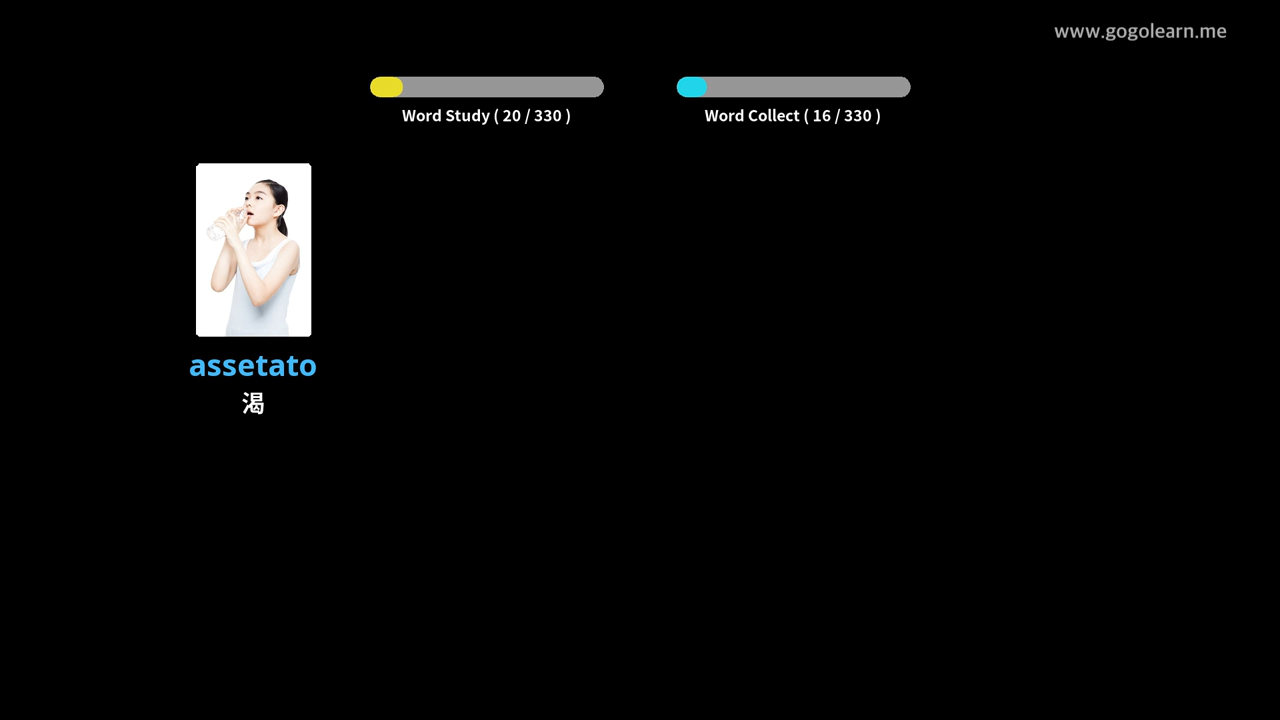 www.gogolearn.me
Word Study ( 20 / 330 )
Word Collect ( 16 / 330 )
assetato
渴